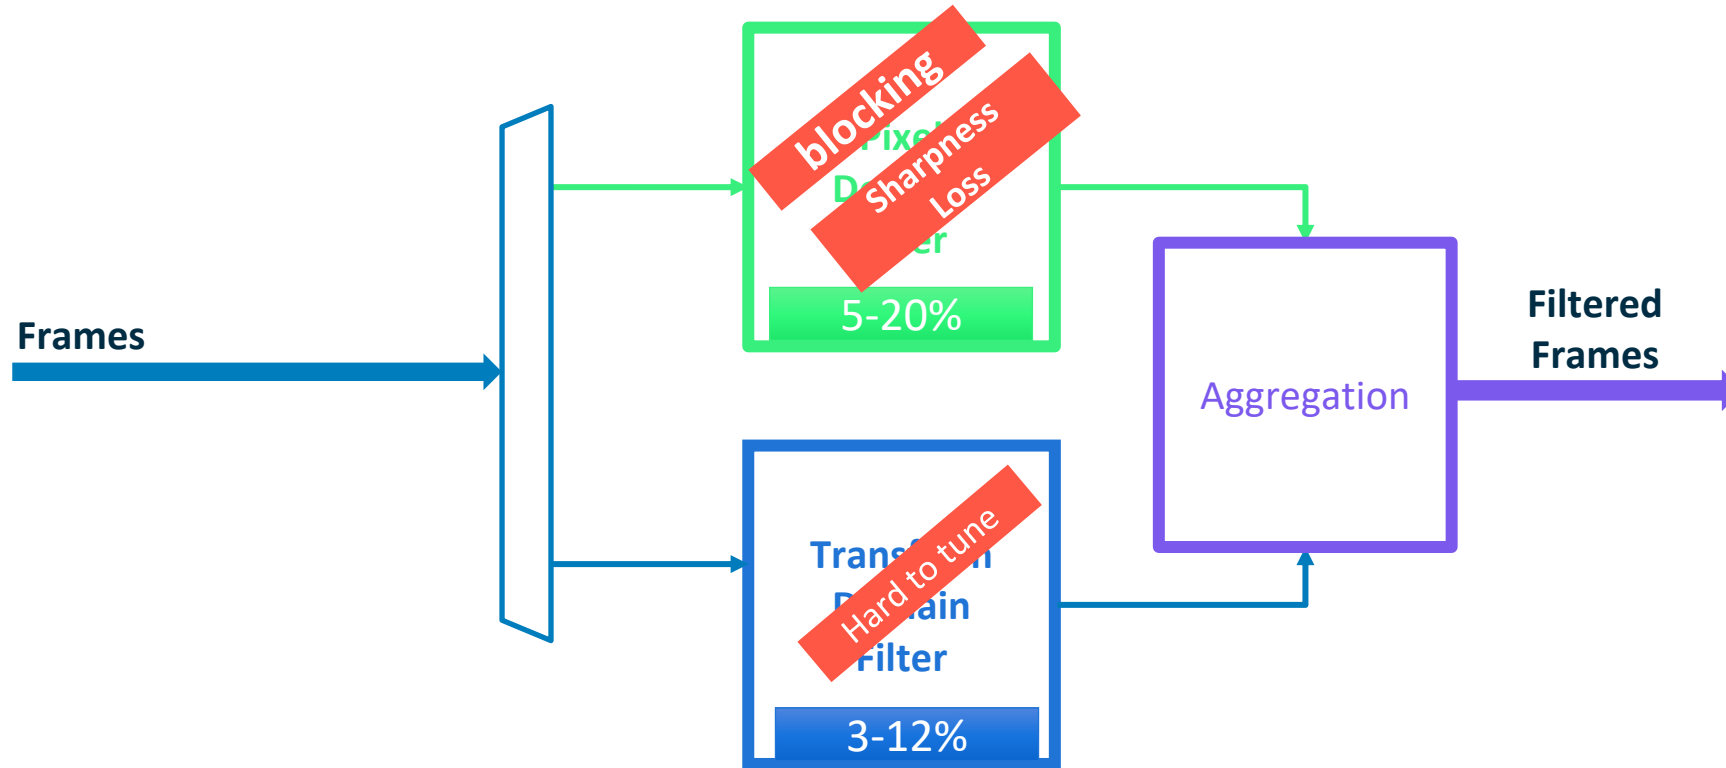 Frames
blocking
Sharpness
Loss
5-20%
Hard to tune
Filter
3-12%
Aggregation
Filtered
Frames